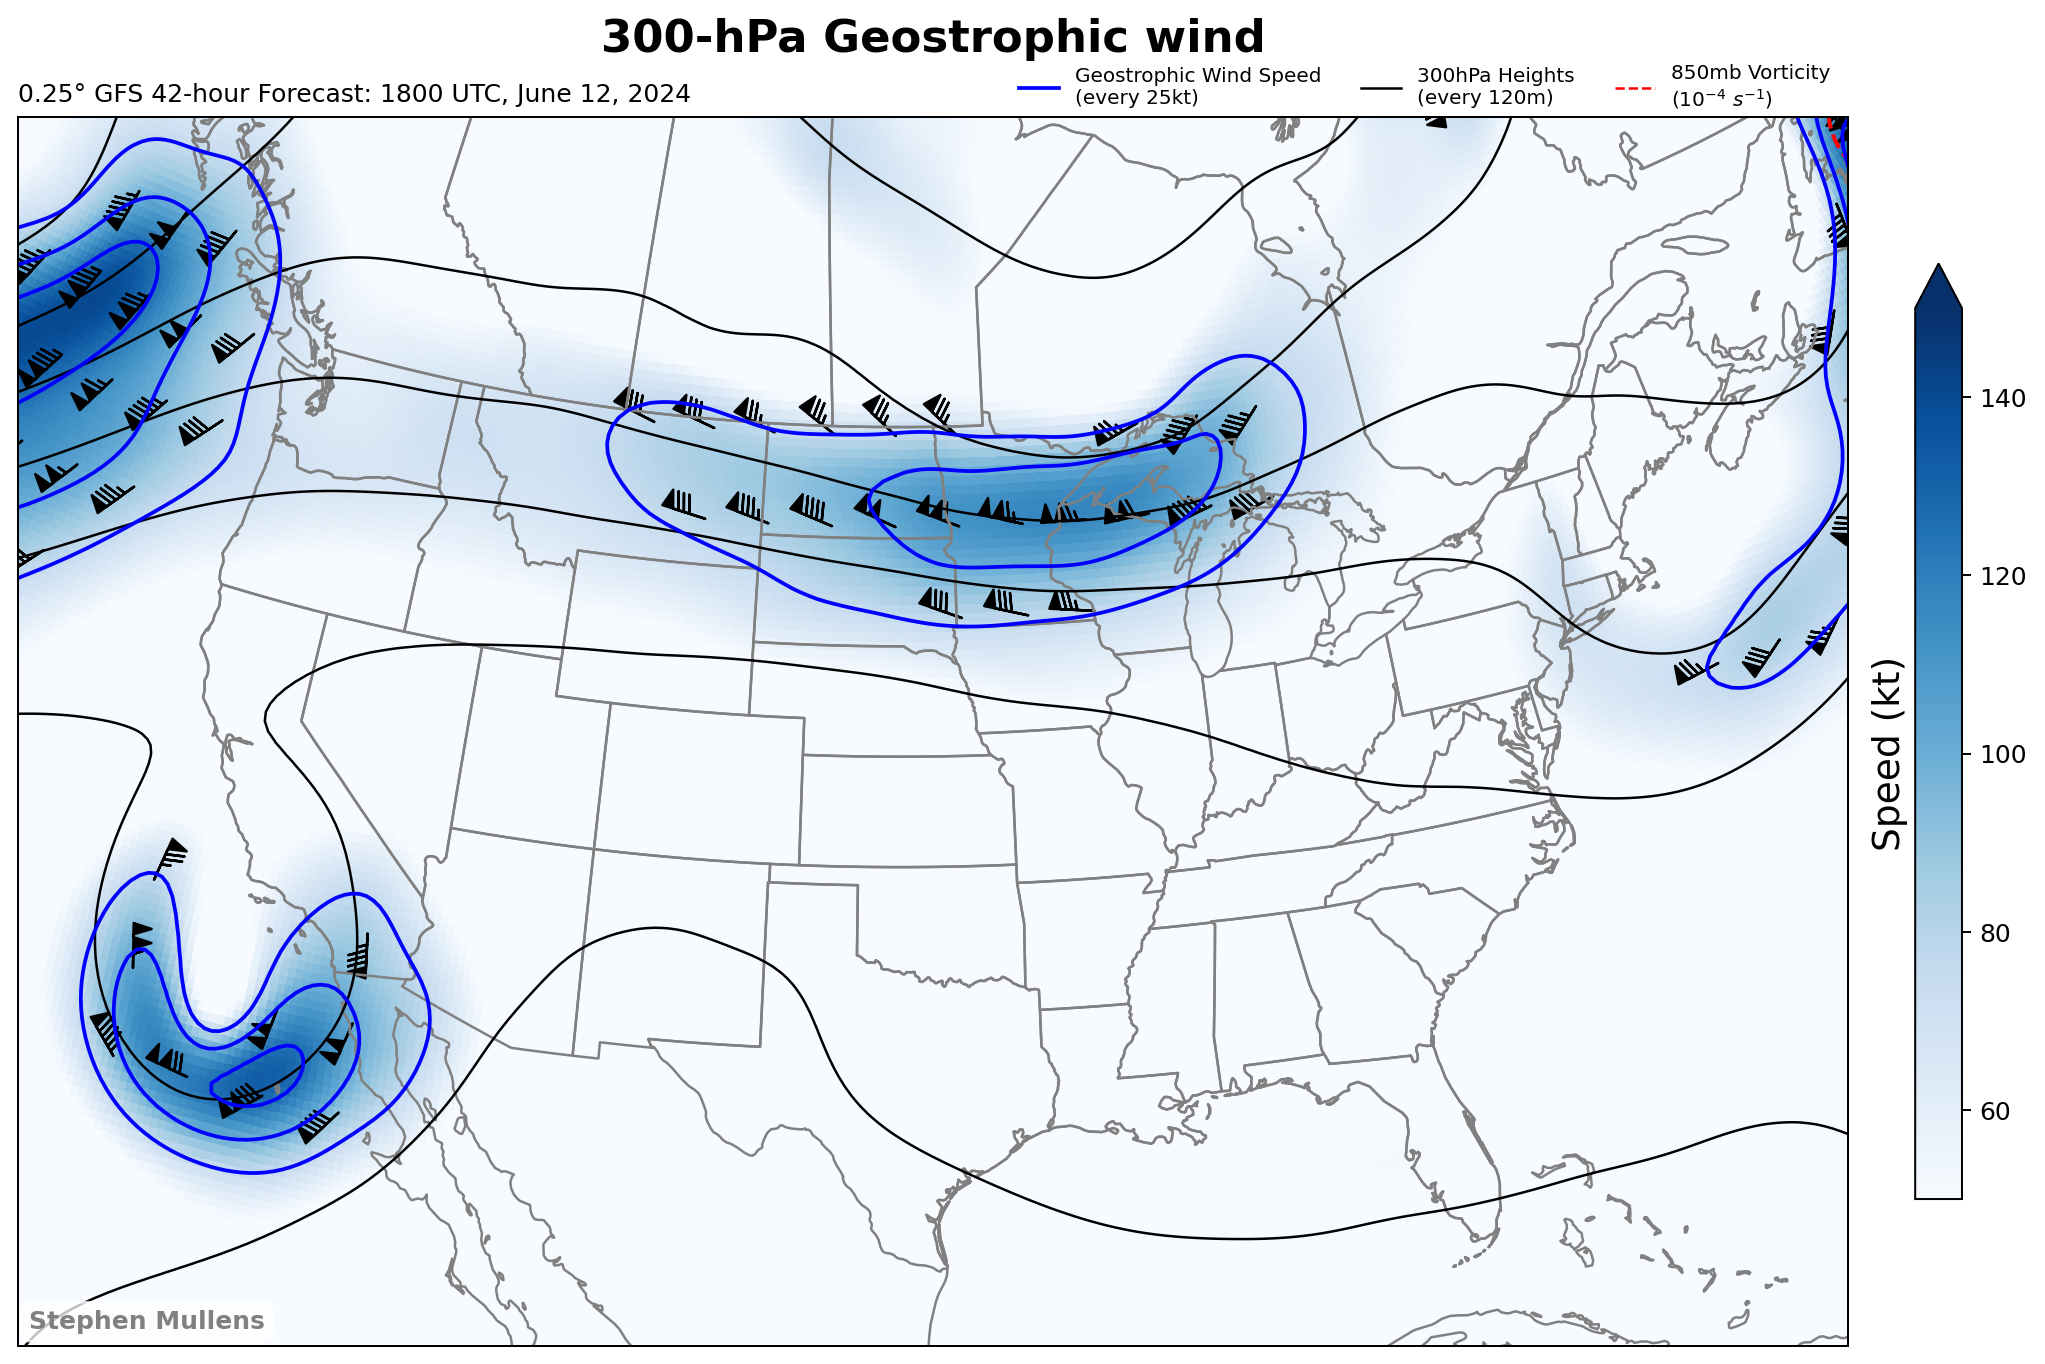 300-hPa Geostrophic wind
0.25° GFS 42-hour Forecast: 1800 UTC, June 12, 2024
Geostrophic Wind Speed
(every 25kt)
300hPa Heights
(every 120m)
850mb Vorticity
(10⁻⁴ s⁻¹)
140
120
100
80
60
Speed (kt)
Stephen Mullens